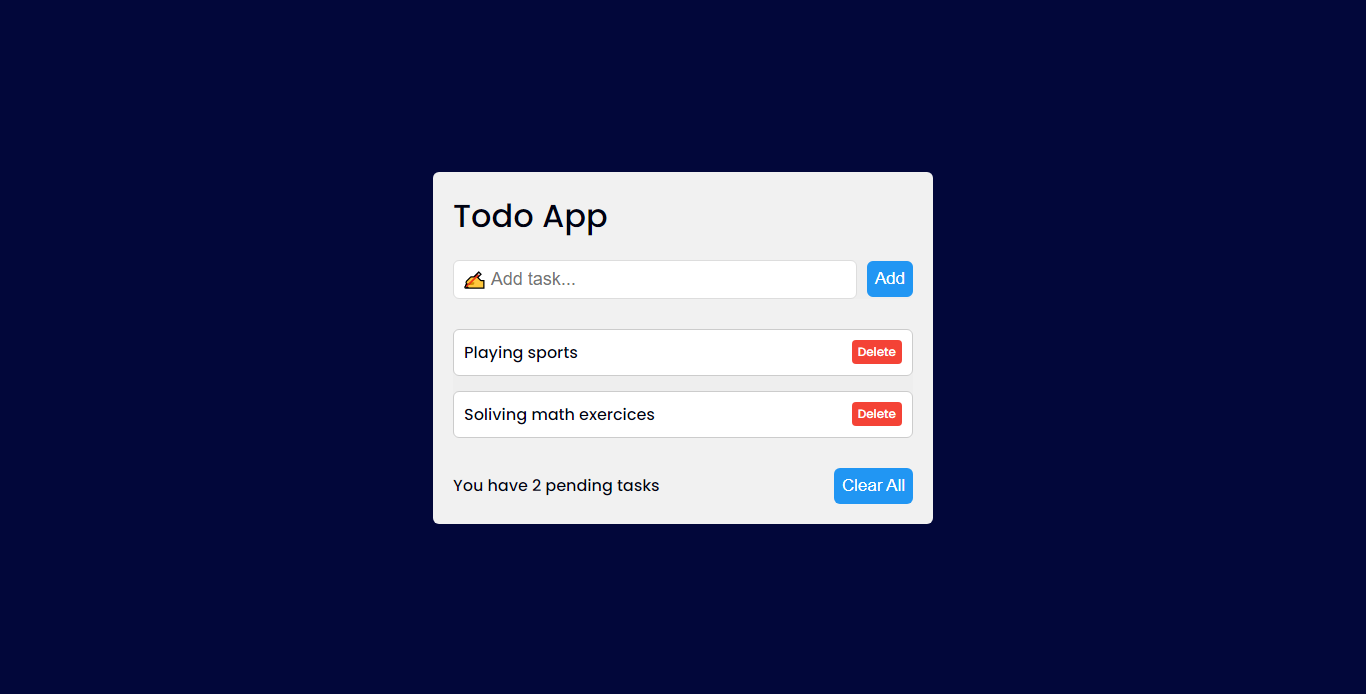 Todo App
✍ Add task... Add
Playing sports Delete
Soliving math exercices Delete
You have 2 pending tasks Clear All